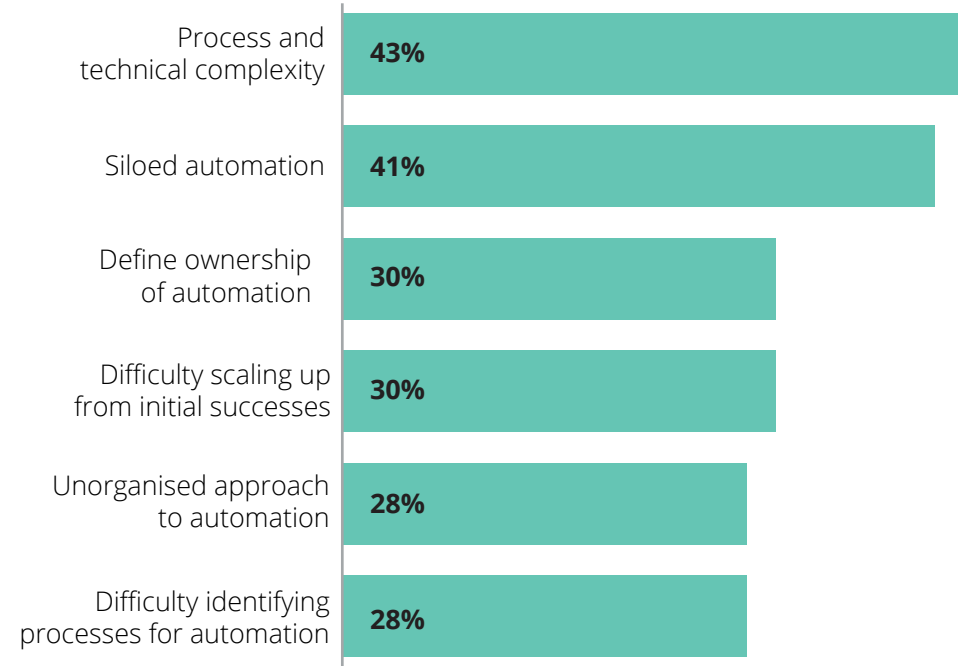 Process and
technical complexity
43%
Siloed automation
41%
Define ownership
of automation
30%
Difficulty scaling up
from initial successes
30%
Unorganised approach
to automation
28%
Difficulty identifying
processes for automation
28%